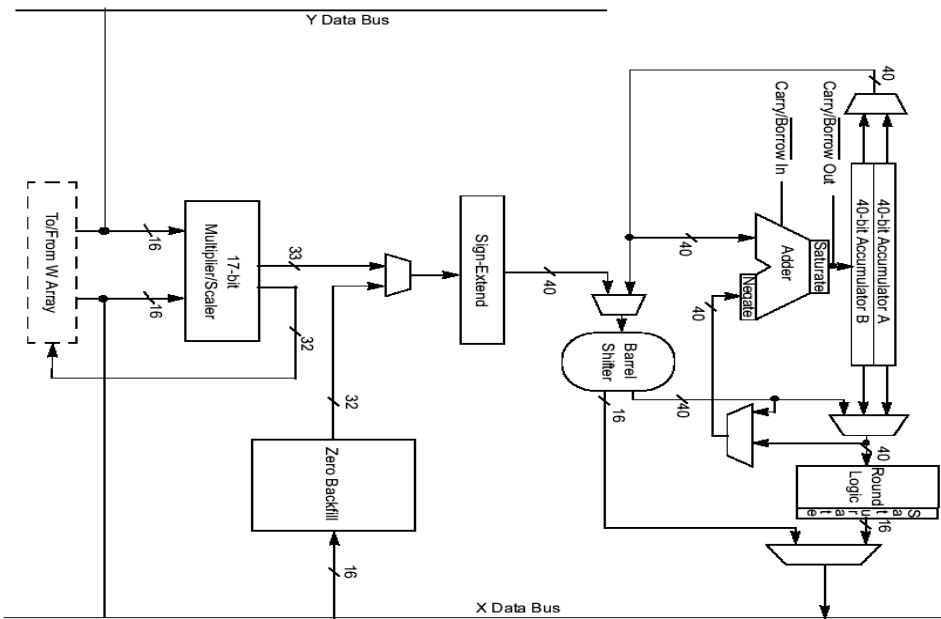 Y Data Bus
40
Carry/Borrow In
Carry/Borrow Out
40-bit Accumulator A
40-bit Accumulator B
To/From W Array
16
16
17-bit
Multiplier/Scaler
33
32
Sign-Extend
40
40
Adder
Saturate
Negate
40
Barrel
Shifter
16
40
40
32
Zero Backfill
16
Round
Logic
Saturate
16
X Data Bus